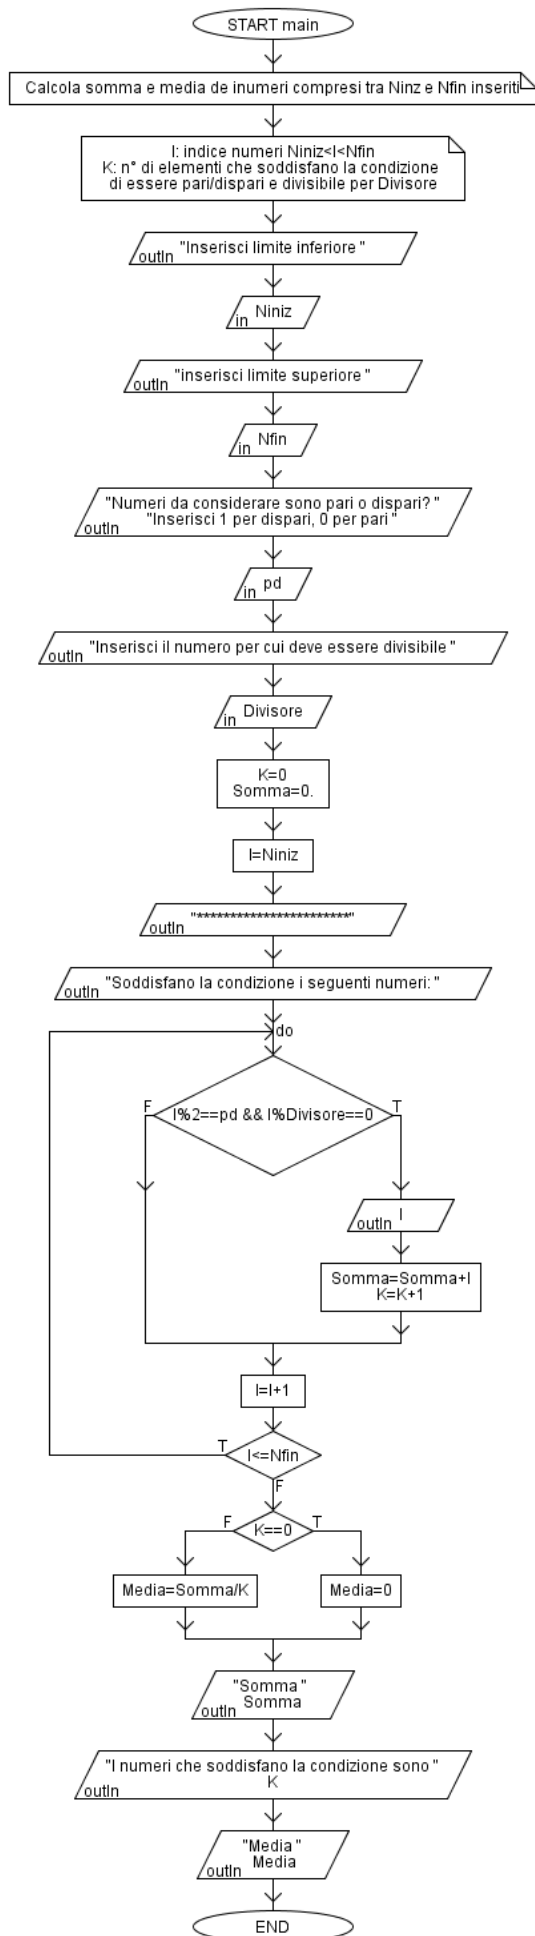 START main
Calcola somma e media de inumeri compresi tra Ninz e Nfin inseriti
I: indice numeri Niniz<I<Nfin
K: n° di elementi che soddisfano la condizione
di essere pari/dispari e divisibile per Divisore
"Inserisci limite inferiore "
outln
Niniz
in
"inserisci limite superiore "
outln
Nfin
in
"Numeri da considerare sono pari o dispari? "
"Inserisci 1 per dispari, 0 per pari "
outln
pd
in
"Inserisci il numero per cui deve essere divisibile "
outln
Divisore
in
K=0
Somma=0.
I=Niniz
"***********************"
outln
"Soddisfano la condizione i seguenti numeri: "
outln
do
F
I%2==pd && I%Divisore==0
T
I
outln
Somma=Somma+I
K=K+1
I=I+1
T
I<=Nfin
F
F
K==0
T
Media=Somma/K
Media=0
"Somma "
Somma
outln
"I numeri che soddisfano la condizione sono "
K
outln
"Media "
Media
outln
END